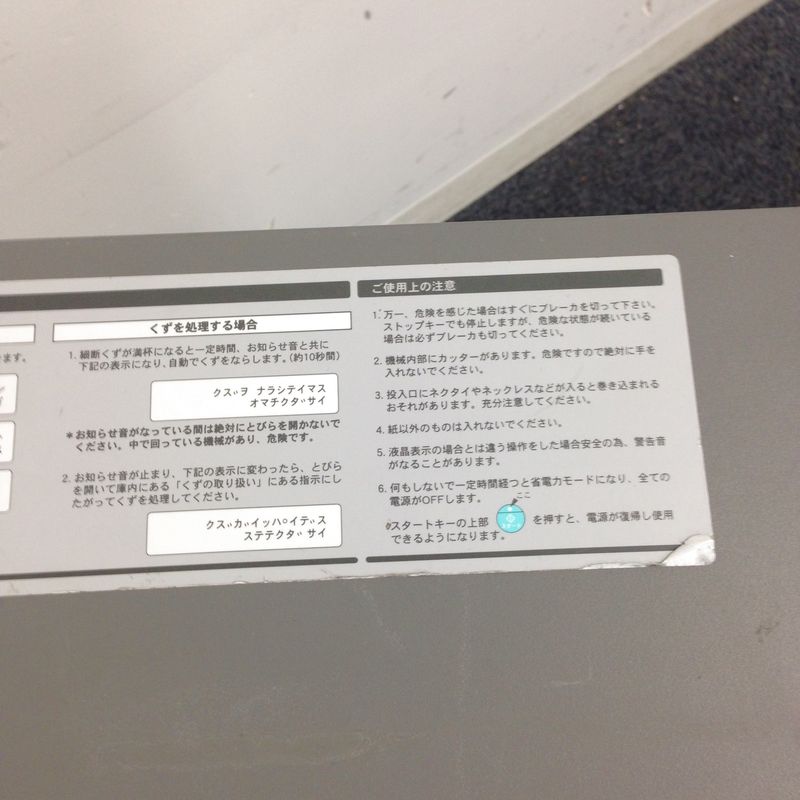 ます。
くずを処理する場合
1. 細断くずが満杯になると一定時間、お知らせ音と共に
下記の表示になり、自動でくずをならします。(約10秒間)
クスﾞヲ ナラシテイマス
オマチクタﾞサイ
*お知らせ音がなっている間は絶対にとびらを開かないで
ください。中で回っている機械があり、危険です。
2. お知らせ音が止まり、下記の表示に変わったら、とびら
を開いて庫内にある「くずの取り扱い」にある指示にし
たがってくずを処理してください。
クスﾞカﾞイッハﾟイテﾞス
ステテクタﾞサイ
ご使用上の注意
1. 万一、危険を感じた場合はすぐにブレーカを切って下さい。
ストップキーでも停止しますが、危険な状態が続いている
場合は必ずブレーカも切ってください。
2. 機械内部にカッターがあります。危険ですので絶対に手を
入れないでください。
3. 投入口にネクタイやネックレスなどが入ると巻き込まれる
おそれがあります。充分注意してください。
4. 紙以外のものは入れないでください。
5. 液晶表示の場合とは違う操作をした場合安全の為、警告音
がなることがあります。
6. 何もしないで一定時間経つと省電力モードになり、全ての
電源がOFFします。
ここ
スタートキーの上部 スタート を押すと、電源が復帰し使用
できるようになります。